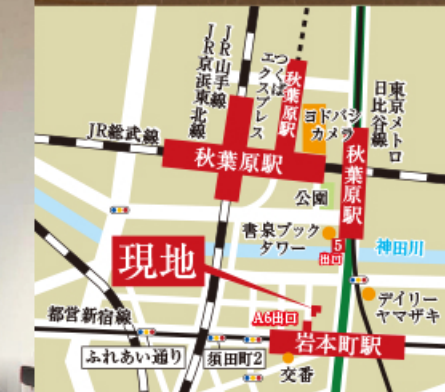 JR山手線
JR京浜東北線
つくば
エクスプレス
秋葉原駅
ヨドバシ
カメラ
東京メトロ
日比谷線
JR総武線
秋葉原駅
秋葉原駅
公園
書泉ブック
タワー
5
出口
神田川
現地
A6出口
デイリー
ヤマザキ
都営新宿線
岩本町駅
ふれあい通り
須田町2
交番